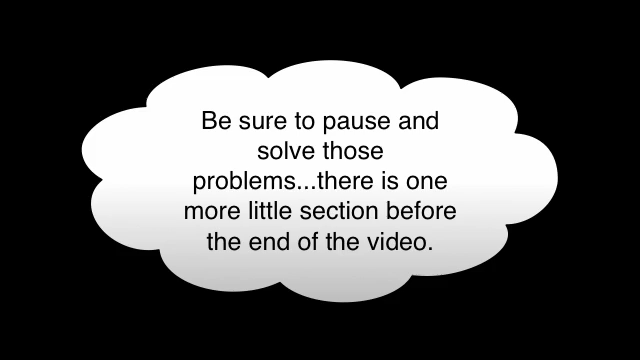 Be sure to pause and
solve those
problems...there is one
more little section before
the end of the video.